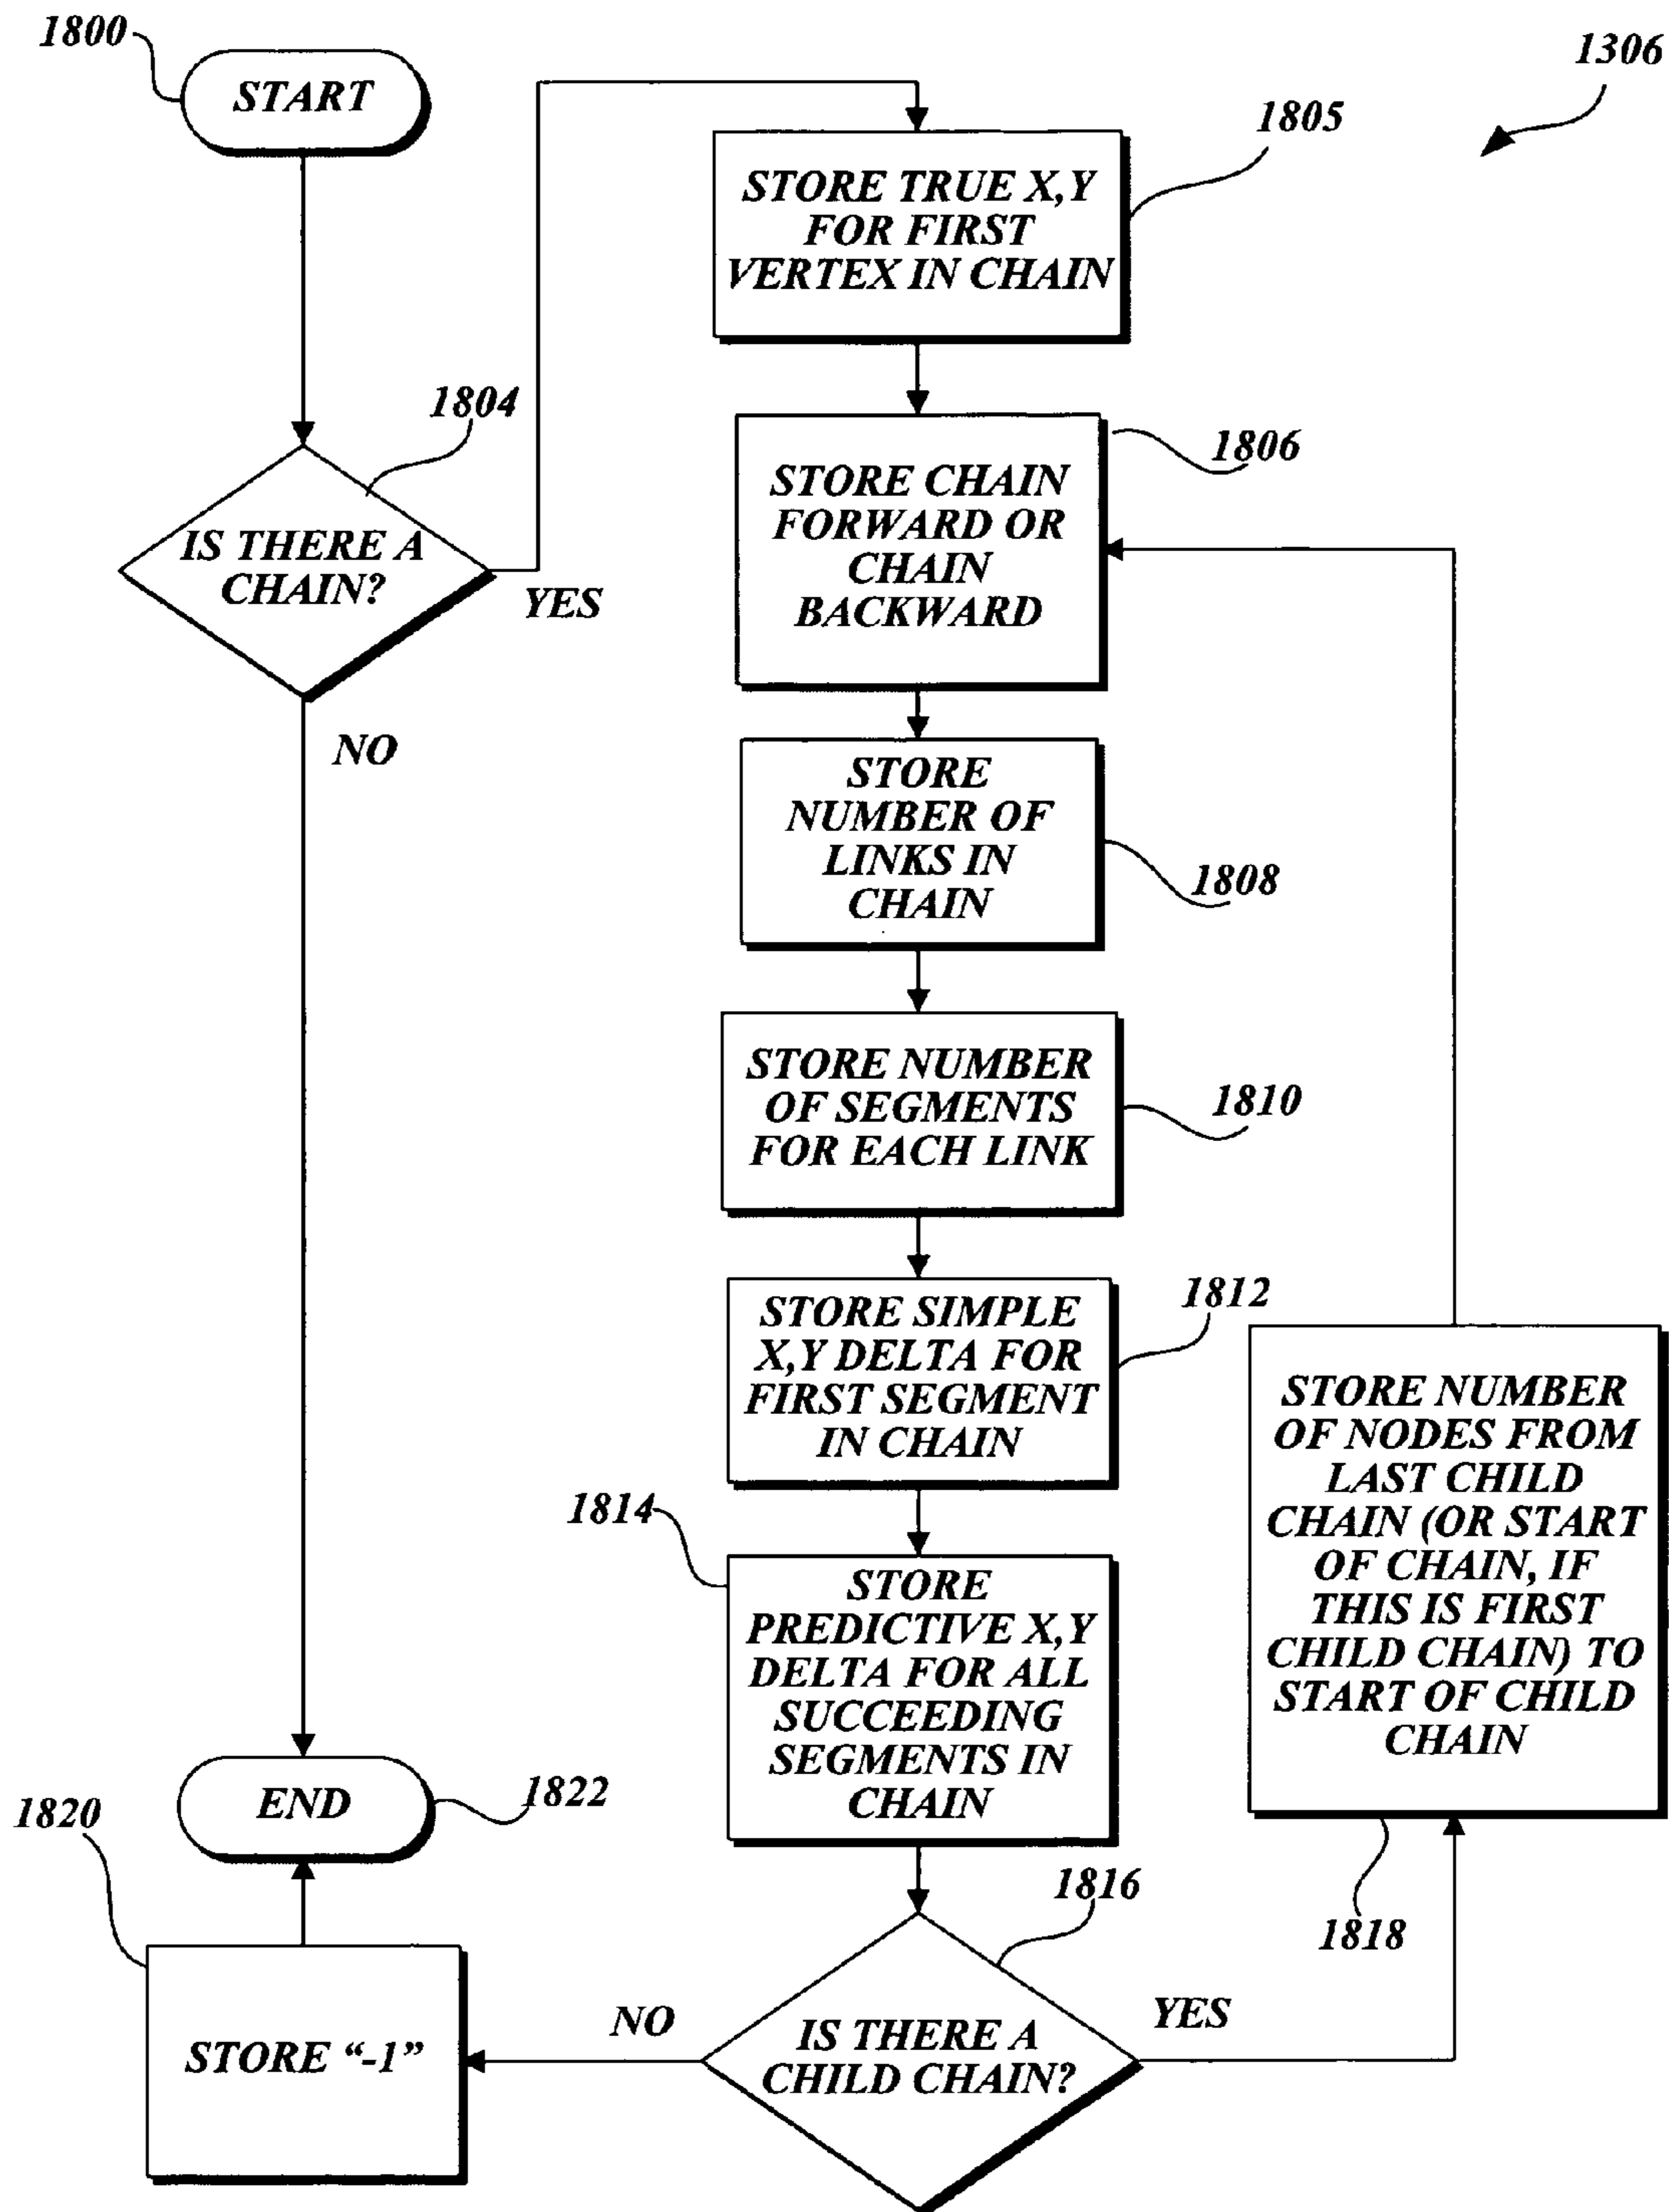 1800
START
1306
1805
STORE TRUE X,Y
FOR FIRST
VERTEX IN CHAIN
1804
IS THERE A
CHAIN?
YES
NO
1806
STORE CHAIN
FORWARD OR
CHAIN
BACKWARD
STORE
NUMBER OF
LINKS IN
CHAIN
1808
STORE NUMBER
OF SEGMENTS
FOR EACH LINK
1810
STORE SIMPLE
X,Y DELTA FOR
FIRST SEGMENT
IN CHAIN
1812
1814
STORE
PREDICTIVE X,Y
DELTA FOR ALL
SUCCEEDING
SEGMENTS IN
CHAIN
STORE NUMBER
OF NODES FROM
LAST CHILD
CHAIN (OR START
OF CHAIN, IF
THIS IS FIRST
CHILD CHAIN) TO
START OF CHILD
CHAIN
1818
1816
IS THERE A
CHILD CHAIN?
YES
NO
1820
STORE “-1”
END
1822